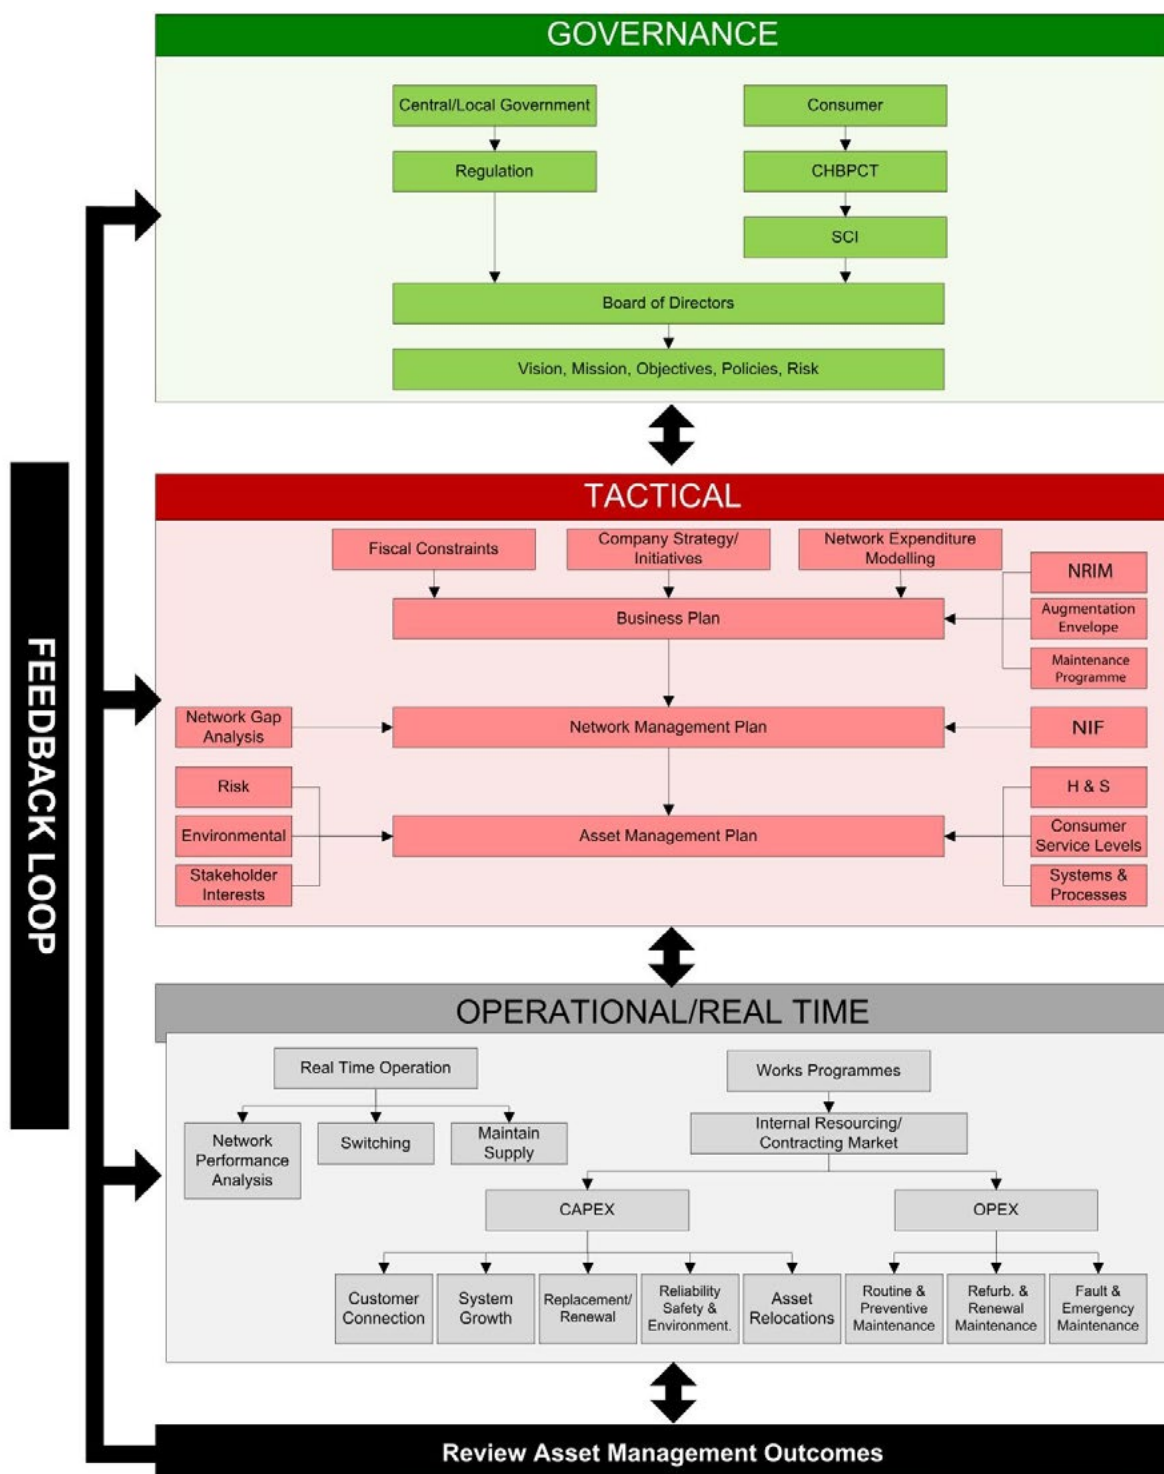 GOVERNANCE
Central/Local Government
Consumer
Regulation
CHBPCT
SCI
Board of Directors
Vision, Mission, Objectives, Policies, Risk
FEEDBACK LOOP
TACTICAL
Fiscal Constraints
Company Strategy/
Initiatives
Network Expenditure
Modelling
NRIM
Business Plan
Augmentation
Envelope
Maintenance
Programme
Network Gap
Analysis
Network Management Plan
NIF
Risk
H & S
Environmental
Asset Management Plan
Consumer
Service Levels
Stakeholder
Interests
Systems &
Processes
OPERATIONAL/REAL TIME
Real Time Operation
Works Programmes
Network
Performance
Analysis
Switching
Maintain
Supply
Internal Resourcing/
Contracting Market
CAPEX
OPEX
Customer
Connection
System
Growth
Replacement/
Renewal
Reliability
Safety &
Environment.
Asset
Relocations
Routine &
Preventive
Maintenance
Refurb. &
Renewal
Maintenance
Fault &
Emergency
Maintenance
Review Asset Management Outcomes